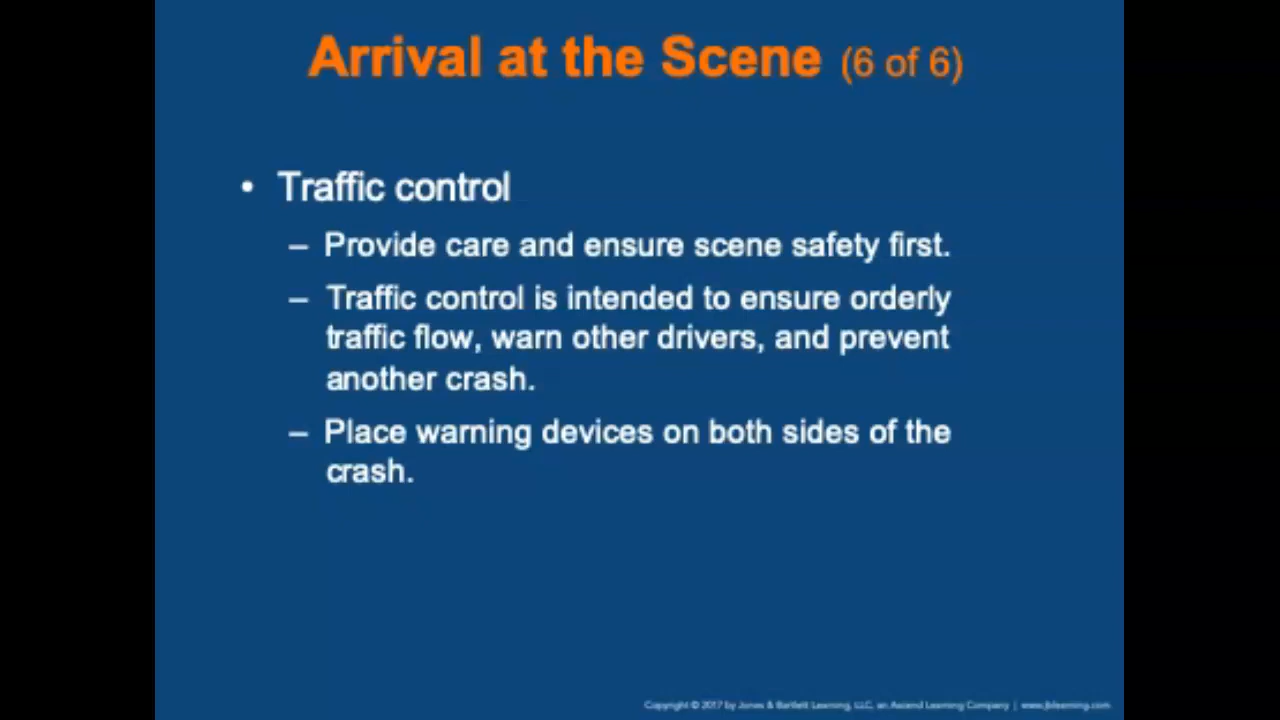 Arrival at the Scene (6 of 6)
• Traffic control
– Provide care and ensure scene safety first.
– Traffic control is intended to ensure orderly
traffic flow, warn other drivers, and prevent
another crash.
– Place warning devices on both sides of the
crash.
Copyright © 2017 by Jones & Bartlett Learning, LLC, an Ascend Learning Company | www.jblearning.com